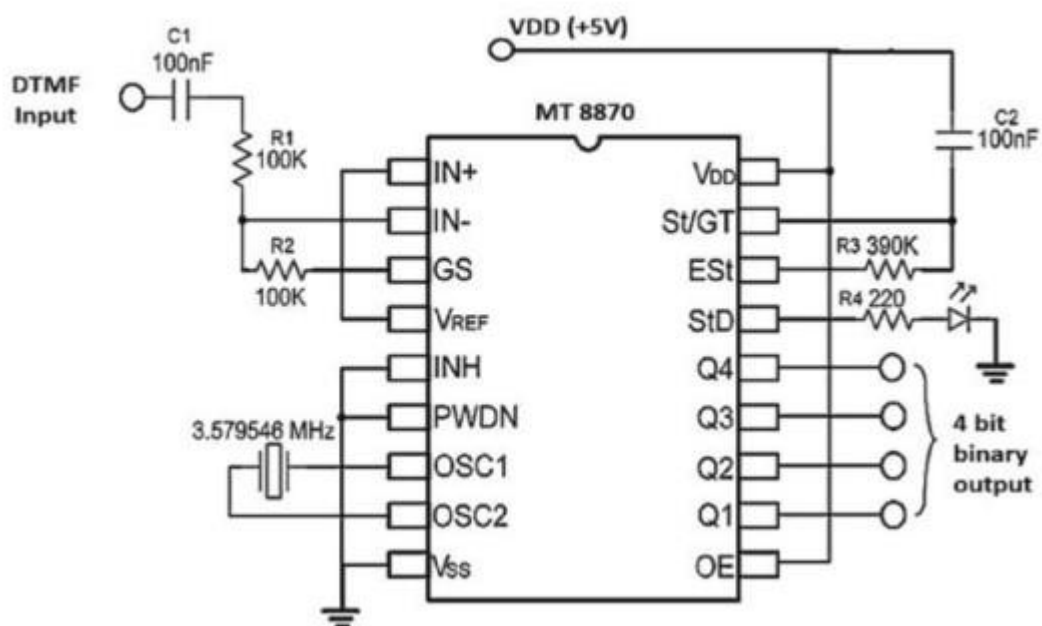 VDD (+5V)
C1
100nF
DTMF
Input
R1
100K
MT 8870
C2
100nF
IN+
VDD
IN-
St/GT
R2
100K
GS
ESt
R3 390K
VREF
StD
R4 220
INH
Q4
PWDN
Q3
3.579546 MHz
OSC1
Q2
OSC2
Q1
4 bit
binary
output
VSS
OE